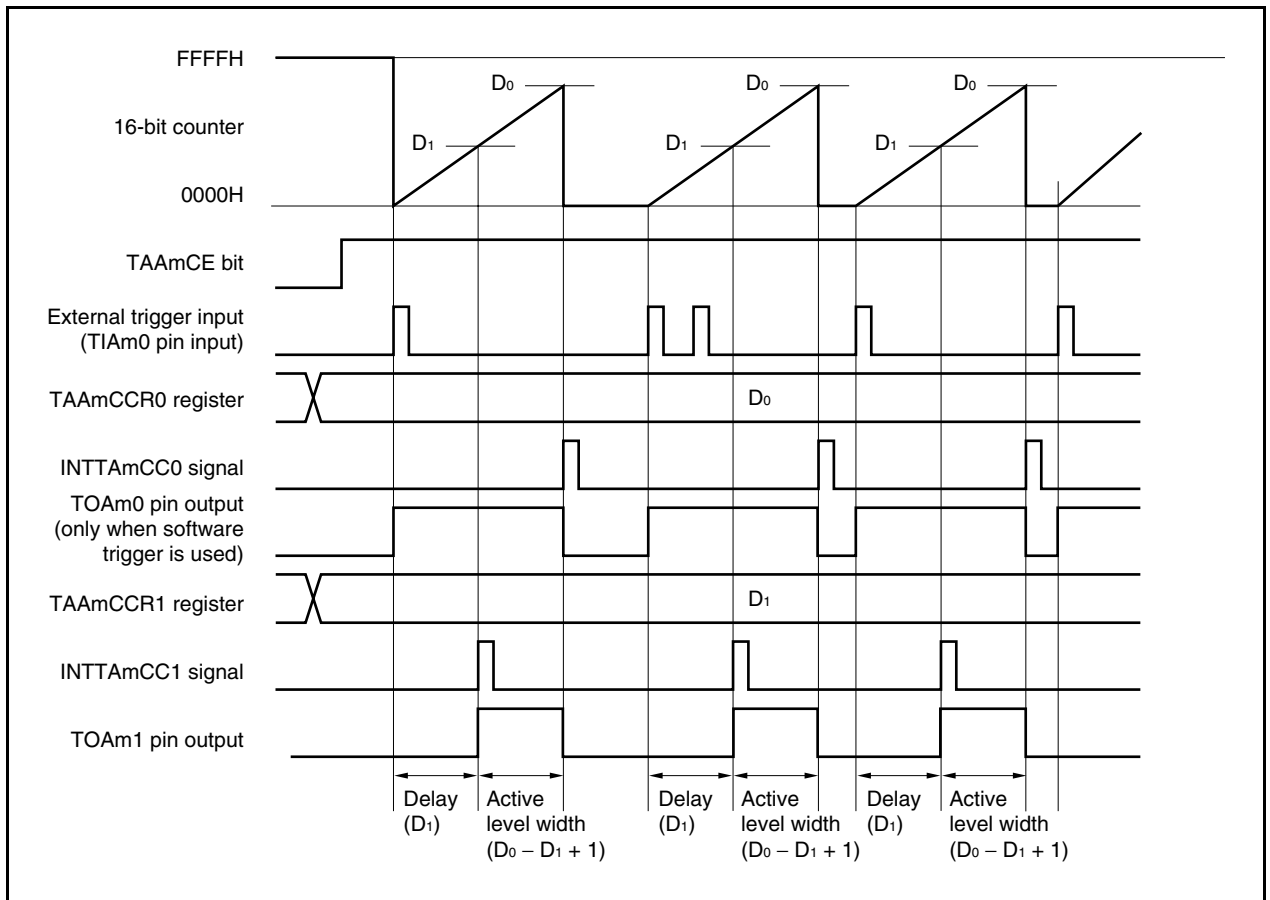 FFFFH
D0
D0
D0
16-bit counter
D1
D1
D1
0000H
TAAmCE bit
External trigger input
(TIAm0 pin input)
TAAmCCR0 register
D0
INTTAmCC0 signal
TOAm0 pin output
(only when software
trigger is used)
TAAmCCR1 register
D1
INTTAmCC1 signal
TOAm1 pin output
Delay
(D1)
Active
level width
(D0 − D1 + 1)
Delay
(D1)
Active
level width
(D0 − D1 + 1)
Delay
(D1)
Active
level width
(D0 − D1 + 1)